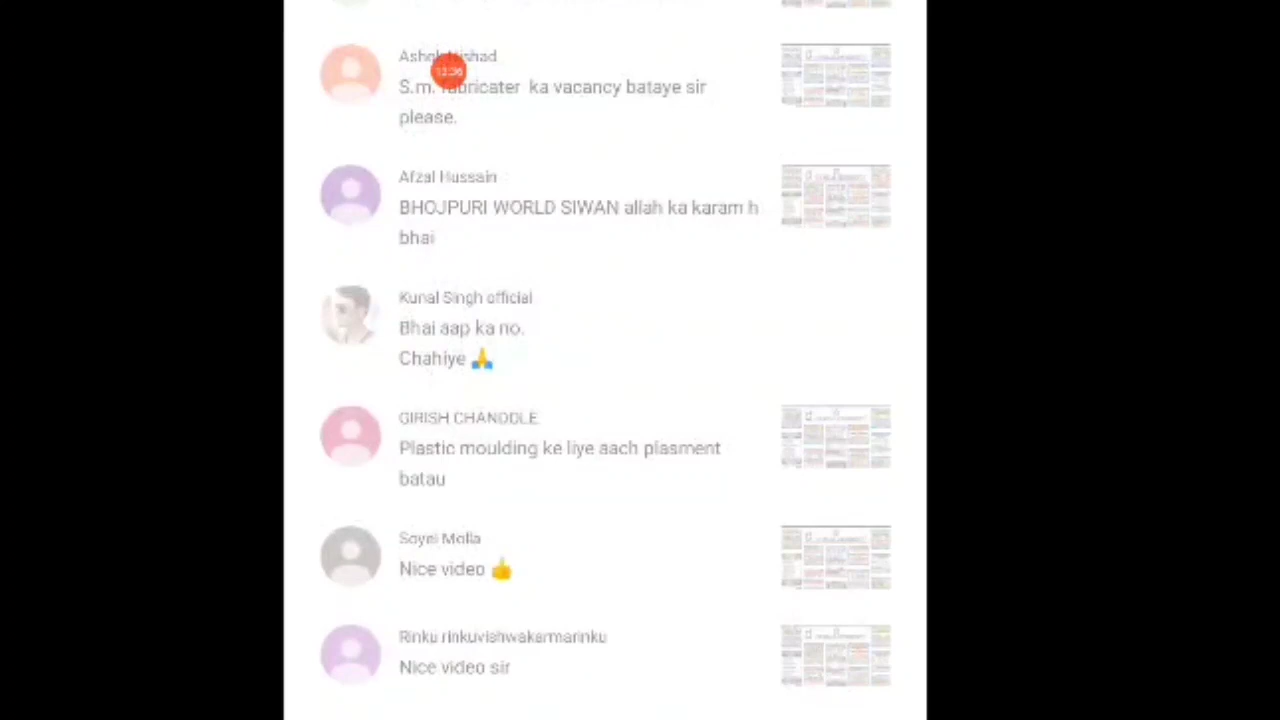 S.m. fabricater ka vacancy bataye sir
please.
Afzal Hussain
BHOJPURI WORLD SIWAN allah ka karam h
bhai
Kunal Singh official
Bhai aap ka no.
Chahiye 🙏
GIRISH CHANDDLE
Plastic moulding ke liye aach plasment
batau
Soyel Molla
Nice video 👍
Rinku rinkuvishwakarmarinku
Nice video sir